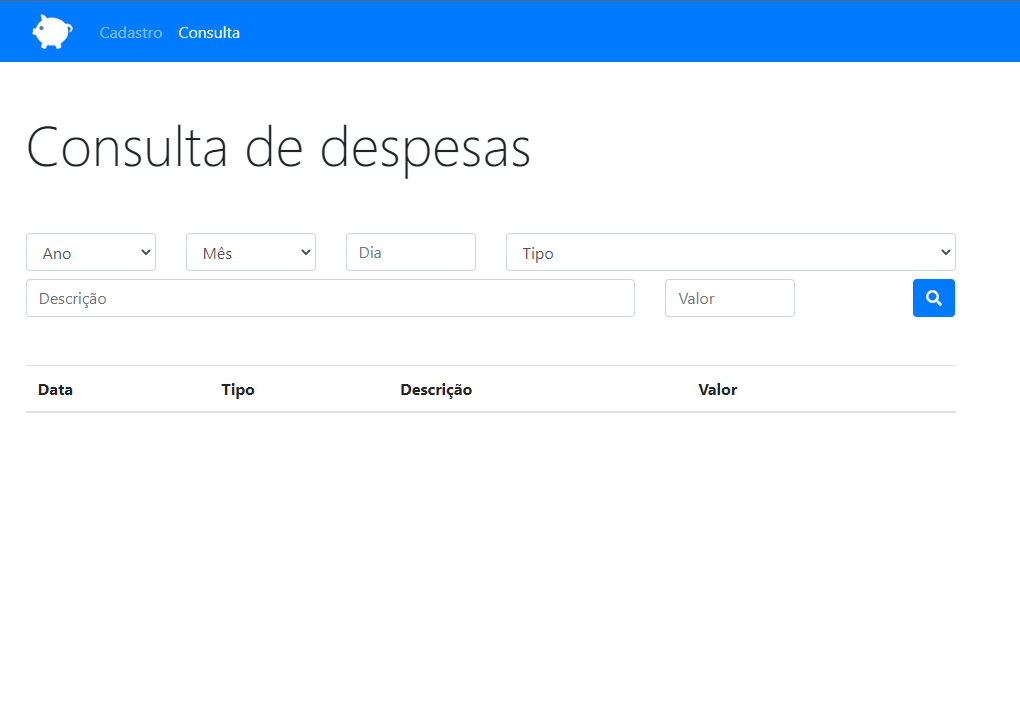 Cadastro Consulta
Consulta de despesas
Ano Mês Dia Tipo
Descrição Valor
Data Tipo Descrição Valor